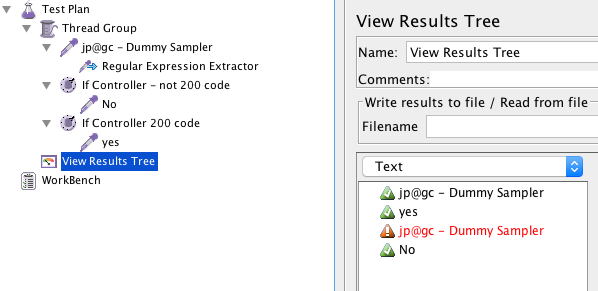 Test Plan
Thread Group
jp@gc - Dummy Sampler
Regular Expression Extractor
If Controller - not 200 code
No
If Controller 200 code
yes
View Results Tree
WorkBench
View Results Tree
Name: View Results Tree
Comments:
Write results to file / Read from file
Filename
Text
jp@gc - Dummy Sampler
yes
jp@gc - Dummy Sampler
No